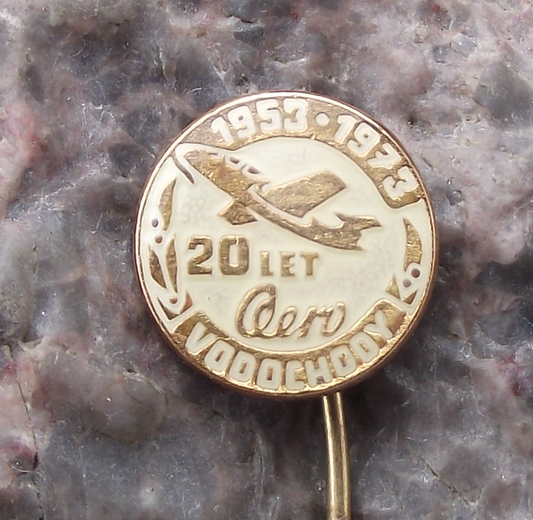 1953 • 1973
20 LET
Aero
VODOCHODY